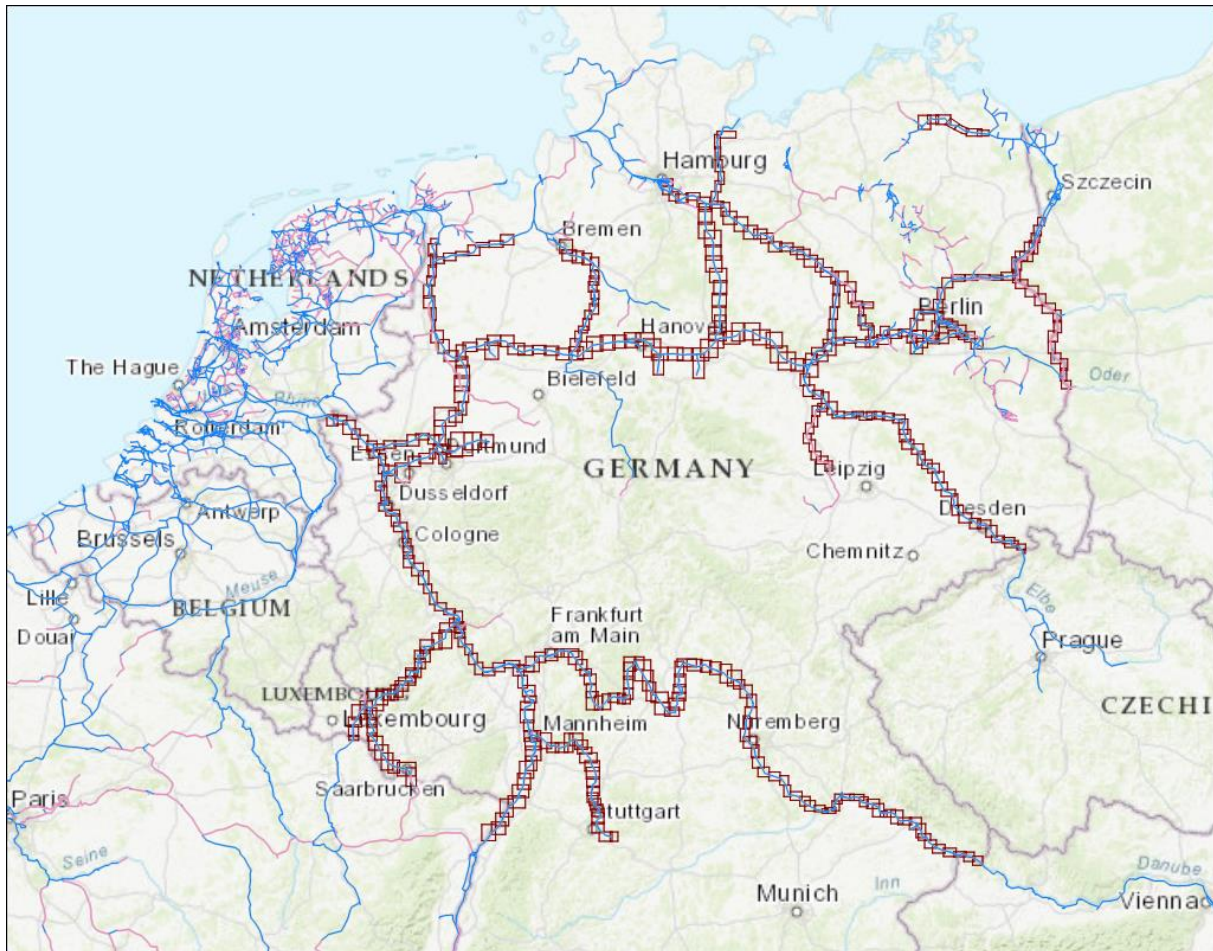 Hamburg
Szczecin
Bremen
NETHERLANDS
Berlin
Amsterdam
Hanover
The Hague
Bielefeld
Oder
Rhine
Rotterdam
Essen
Dortmund
GERMANY
Leipzig
Dusseldorf
Antwerp
Dresden
Cologne
Brussels
Chemnitz
Meuse
Lille
BELGIUM
Elbe
Frankfurt
am Main
Douai
Prague
LUXEMBOURG
Luxembourg
CZECHI
Mannheim
Nuremberg
Saarbrucken
Paris
Stuttgart
Seine
Danube
Inn
Munich
Vienna